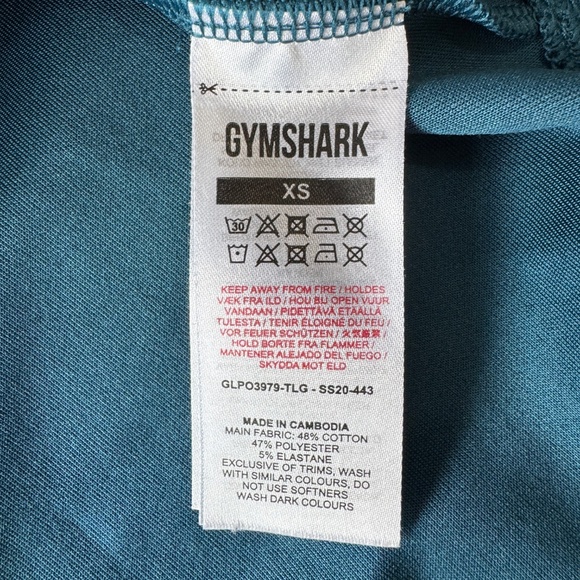 GYMSHARK
XS
30
KEEP AWAY FROM FIRE / HOLDES
VÆK FRA ILD / HOU BIJ OPEN VUUR
VANDAAN / PIDETTÄVÄ ETÄÄLLÄ
TULESTA / TENIR ÉLOIGNÉ DU FEU /
VOR FEUER SCHÜTZEN / 火気厳禁 /
HOLD BORTE FRA FLAMMER /
MANTENER ALEJADO DEL FUEGO /
SKYDDA MOT ELD
GLPO3979-TLG - SS20-443
MADE IN CAMBODIA
MAIN FABRIC: 48% COTTON
47% POLYESTER
5% ELASTANE
EXCLUSIVE OF TRIMS, WASH
WITH SIMILAR COLOURS, DO
NOT USE SOFTNERS
WASH DARK COLOURS